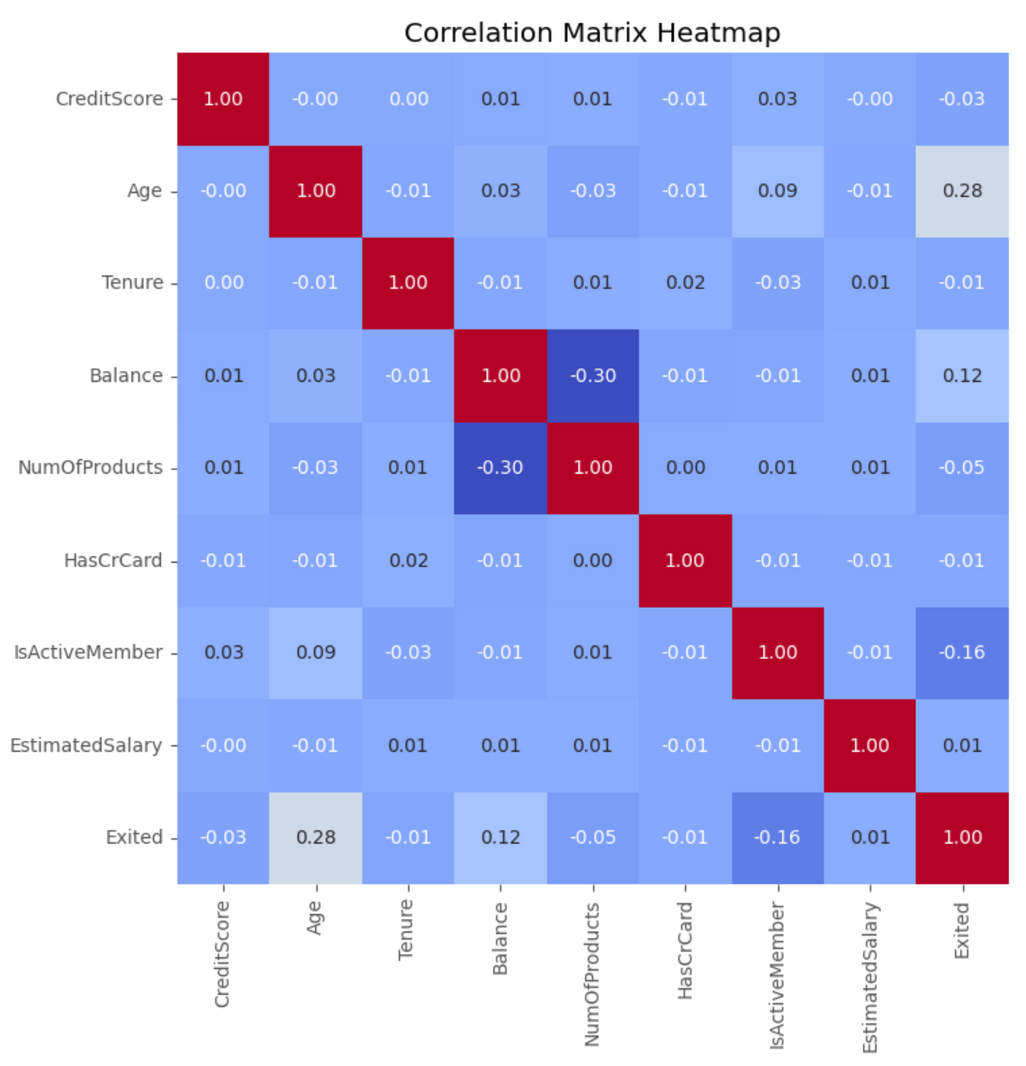 Correlation Matrix Heatmap
CreditScore 1.00 -0.00 0.00 0.01 0.01 -0.01 0.03 -0.00 -0.03
Age -0.00 1.00 -0.01 0.03 -0.03 -0.01 0.09 -0.01 0.28
Tenure 0.00 -0.01 1.00 -0.01 0.01 0.02 -0.03 0.01 -0.01
Balance 0.01 0.03 -0.01 1.00 -0.30 -0.01 -0.01 0.01 0.12
NumOfProducts 0.01 -0.03 0.01 -0.30 1.00 0.00 0.01 0.01 -0.05
HasCrCard -0.01 -0.01 0.02 -0.01 0.00 1.00 -0.01 -0.01 -0.01
IsActiveMember 0.03 0.09 -0.03 -0.01 0.01 -0.01 1.00 -0.01 -0.16
EstimatedSalary -0.00 -0.01 0.01 0.01 0.01 -0.01 -0.01 1.00 0.01
Exited -0.03 0.28 -0.01 0.12 -0.05 -0.01 -0.16 0.01 1.00
CreditScore Age Tenure Balance NumOfProducts HasCrCard IsActiveMember EstimatedSalary Exited